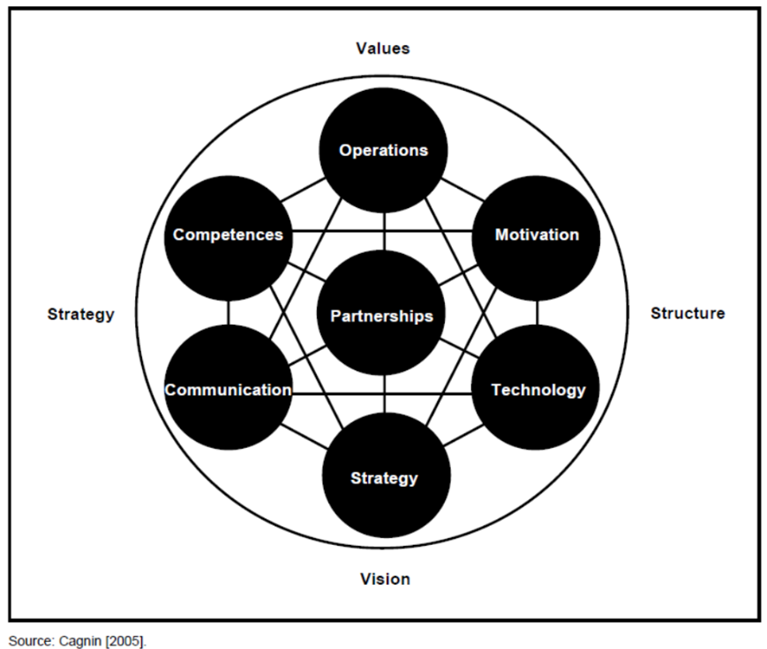 Values
Operations
Competences
Motivation
Strategy
Partnerships
Structure
Communication
Technology
Strategy
Vision
Source: Cagnin [2005].